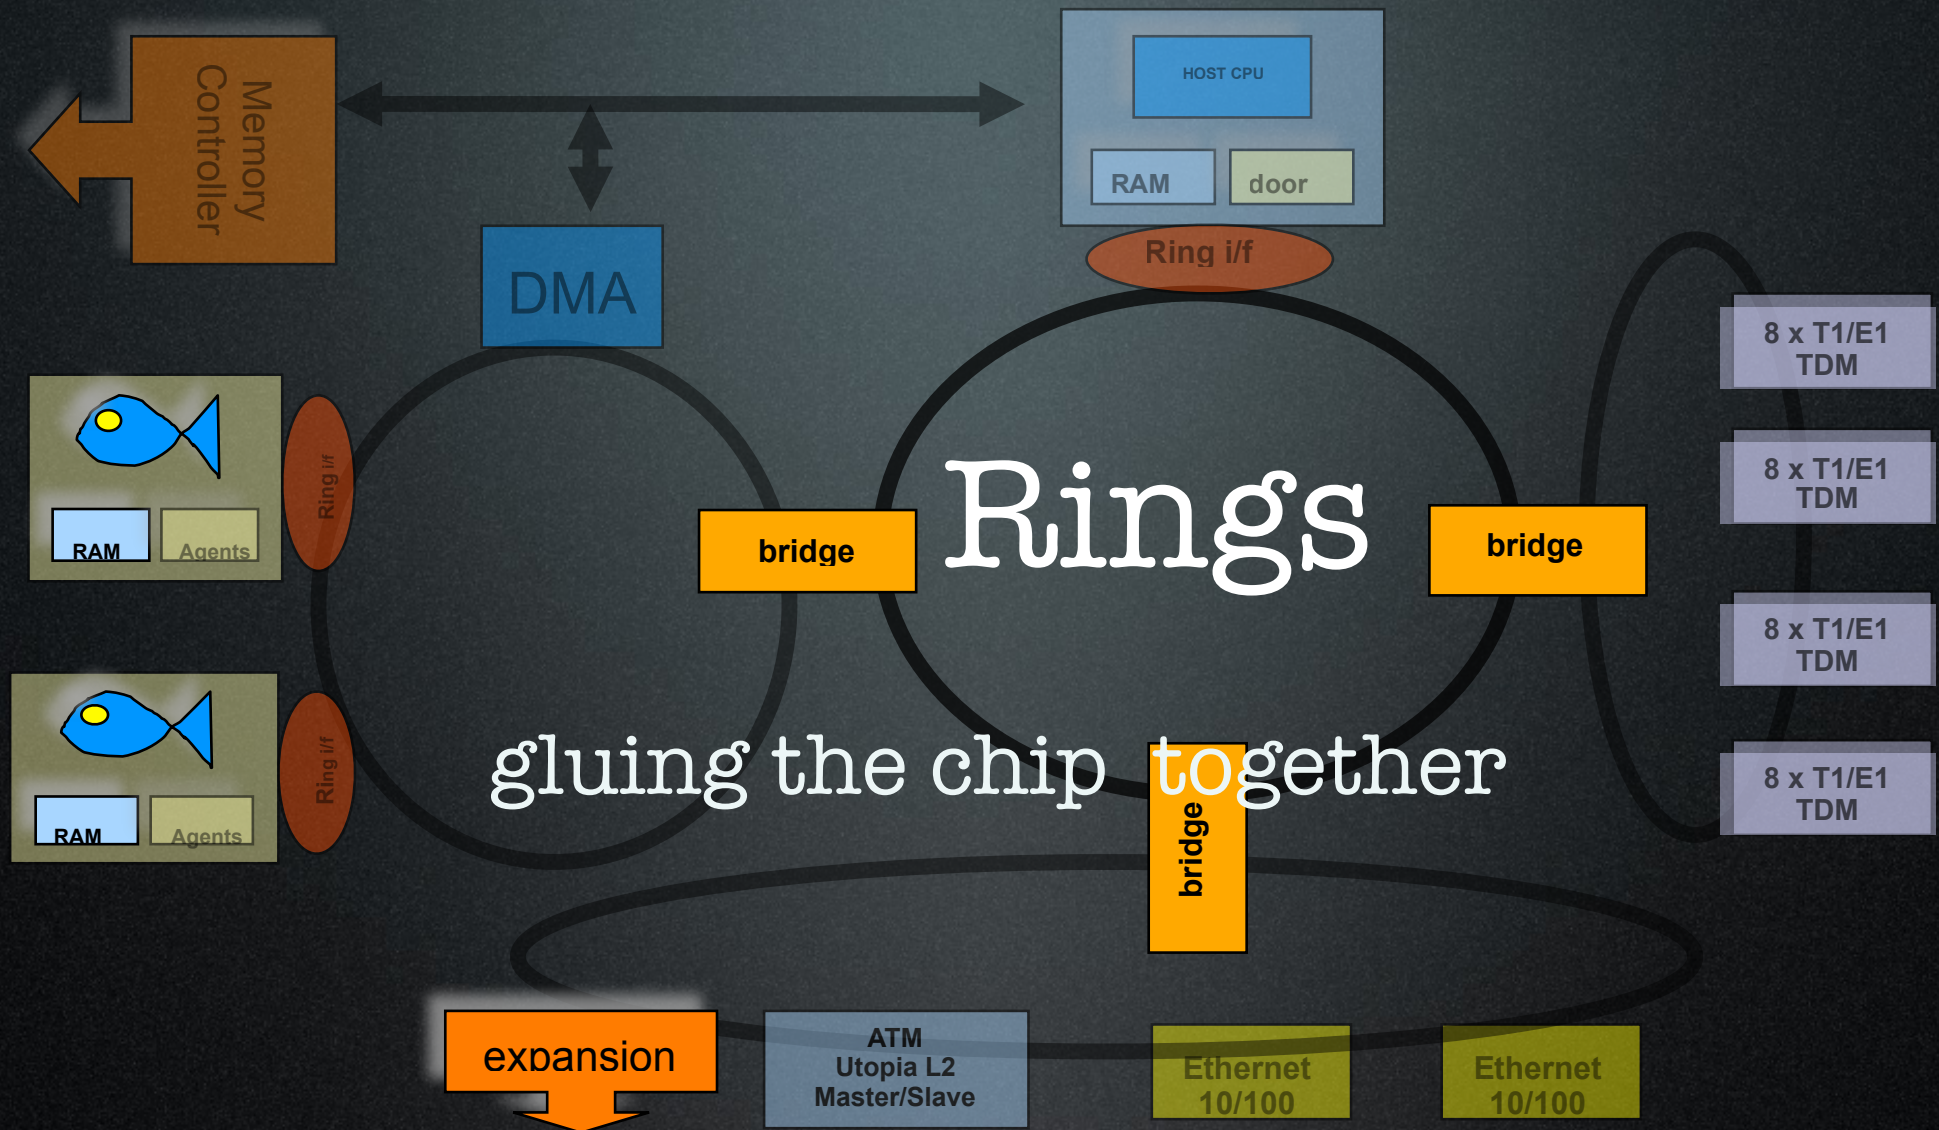 Memory
Controller
HOST CPU
RAM
door
Ring i/f
DMA
8 x T1/E1
TDM
RAM
Agents
Ring i/f
8 x T1/E1
TDM
Rings
bridge
bridge
8 x T1/E1
TDM
RAM
Agents
Ring i/f
gluing the chip together
bridge
8 x T1/E1
TDM
expansion
ATM
Utopia L2
Master/Slave
Ethernet
10/100
Ethernet
10/100